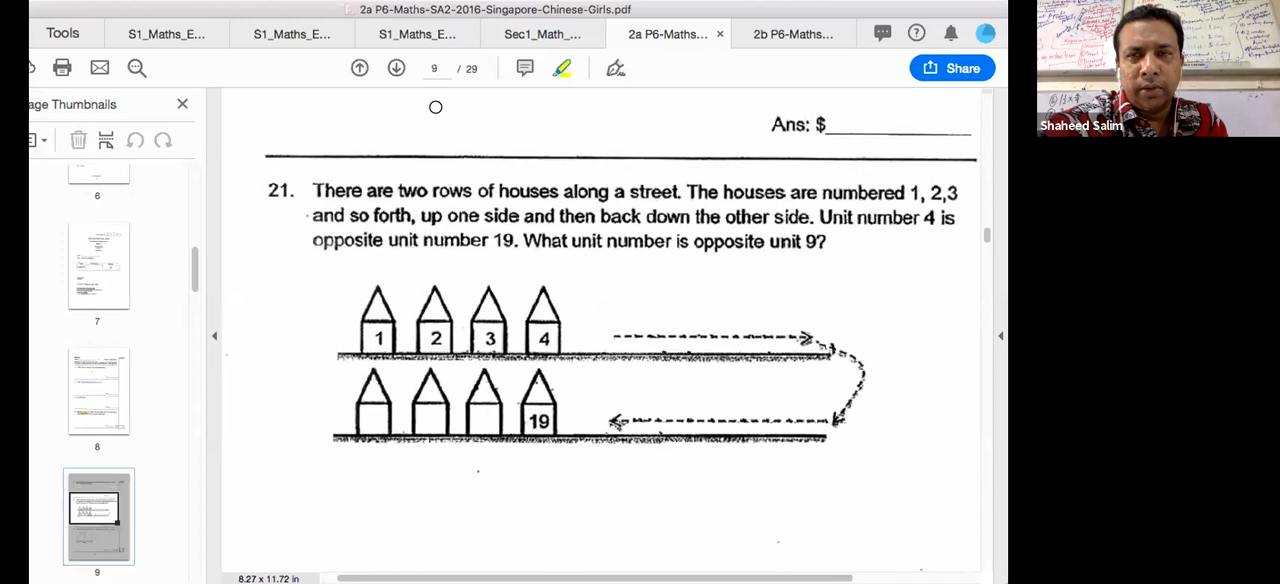 2a P6-Maths-SA2-2016-Singapore-Chinese-Girls.pdf
Tools
S1_Math_E...
S1_Maths_E...
S1_Maths_E...
Sec1_Math_...
2a P6-Maths... ×
2b P6-Maths...
9 / 29
Share
age Thumbnails
6
7
8
9
Ans: $
21. There are two rows of houses along a street. The houses are numbered 1, 2,3
and so forth, up one side and then back down the other side. Unit number 4 is
opposite unit number 19. What unit number is opposite unit 9?
1 2 3 4
19
8.27 x 11.72 in
Shaheed Salim